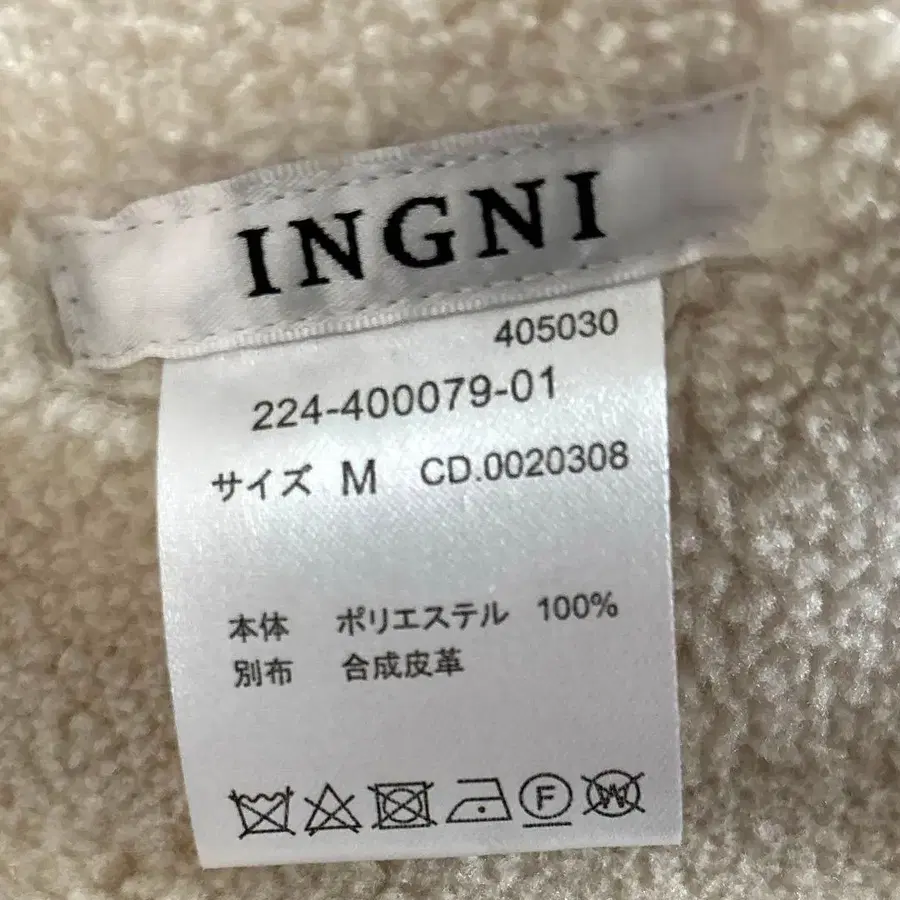 INGNI
405030
224-400079-01
サイズ M CD.0020308
本体 ポリエステル 100%
別布 合成皮革
F W